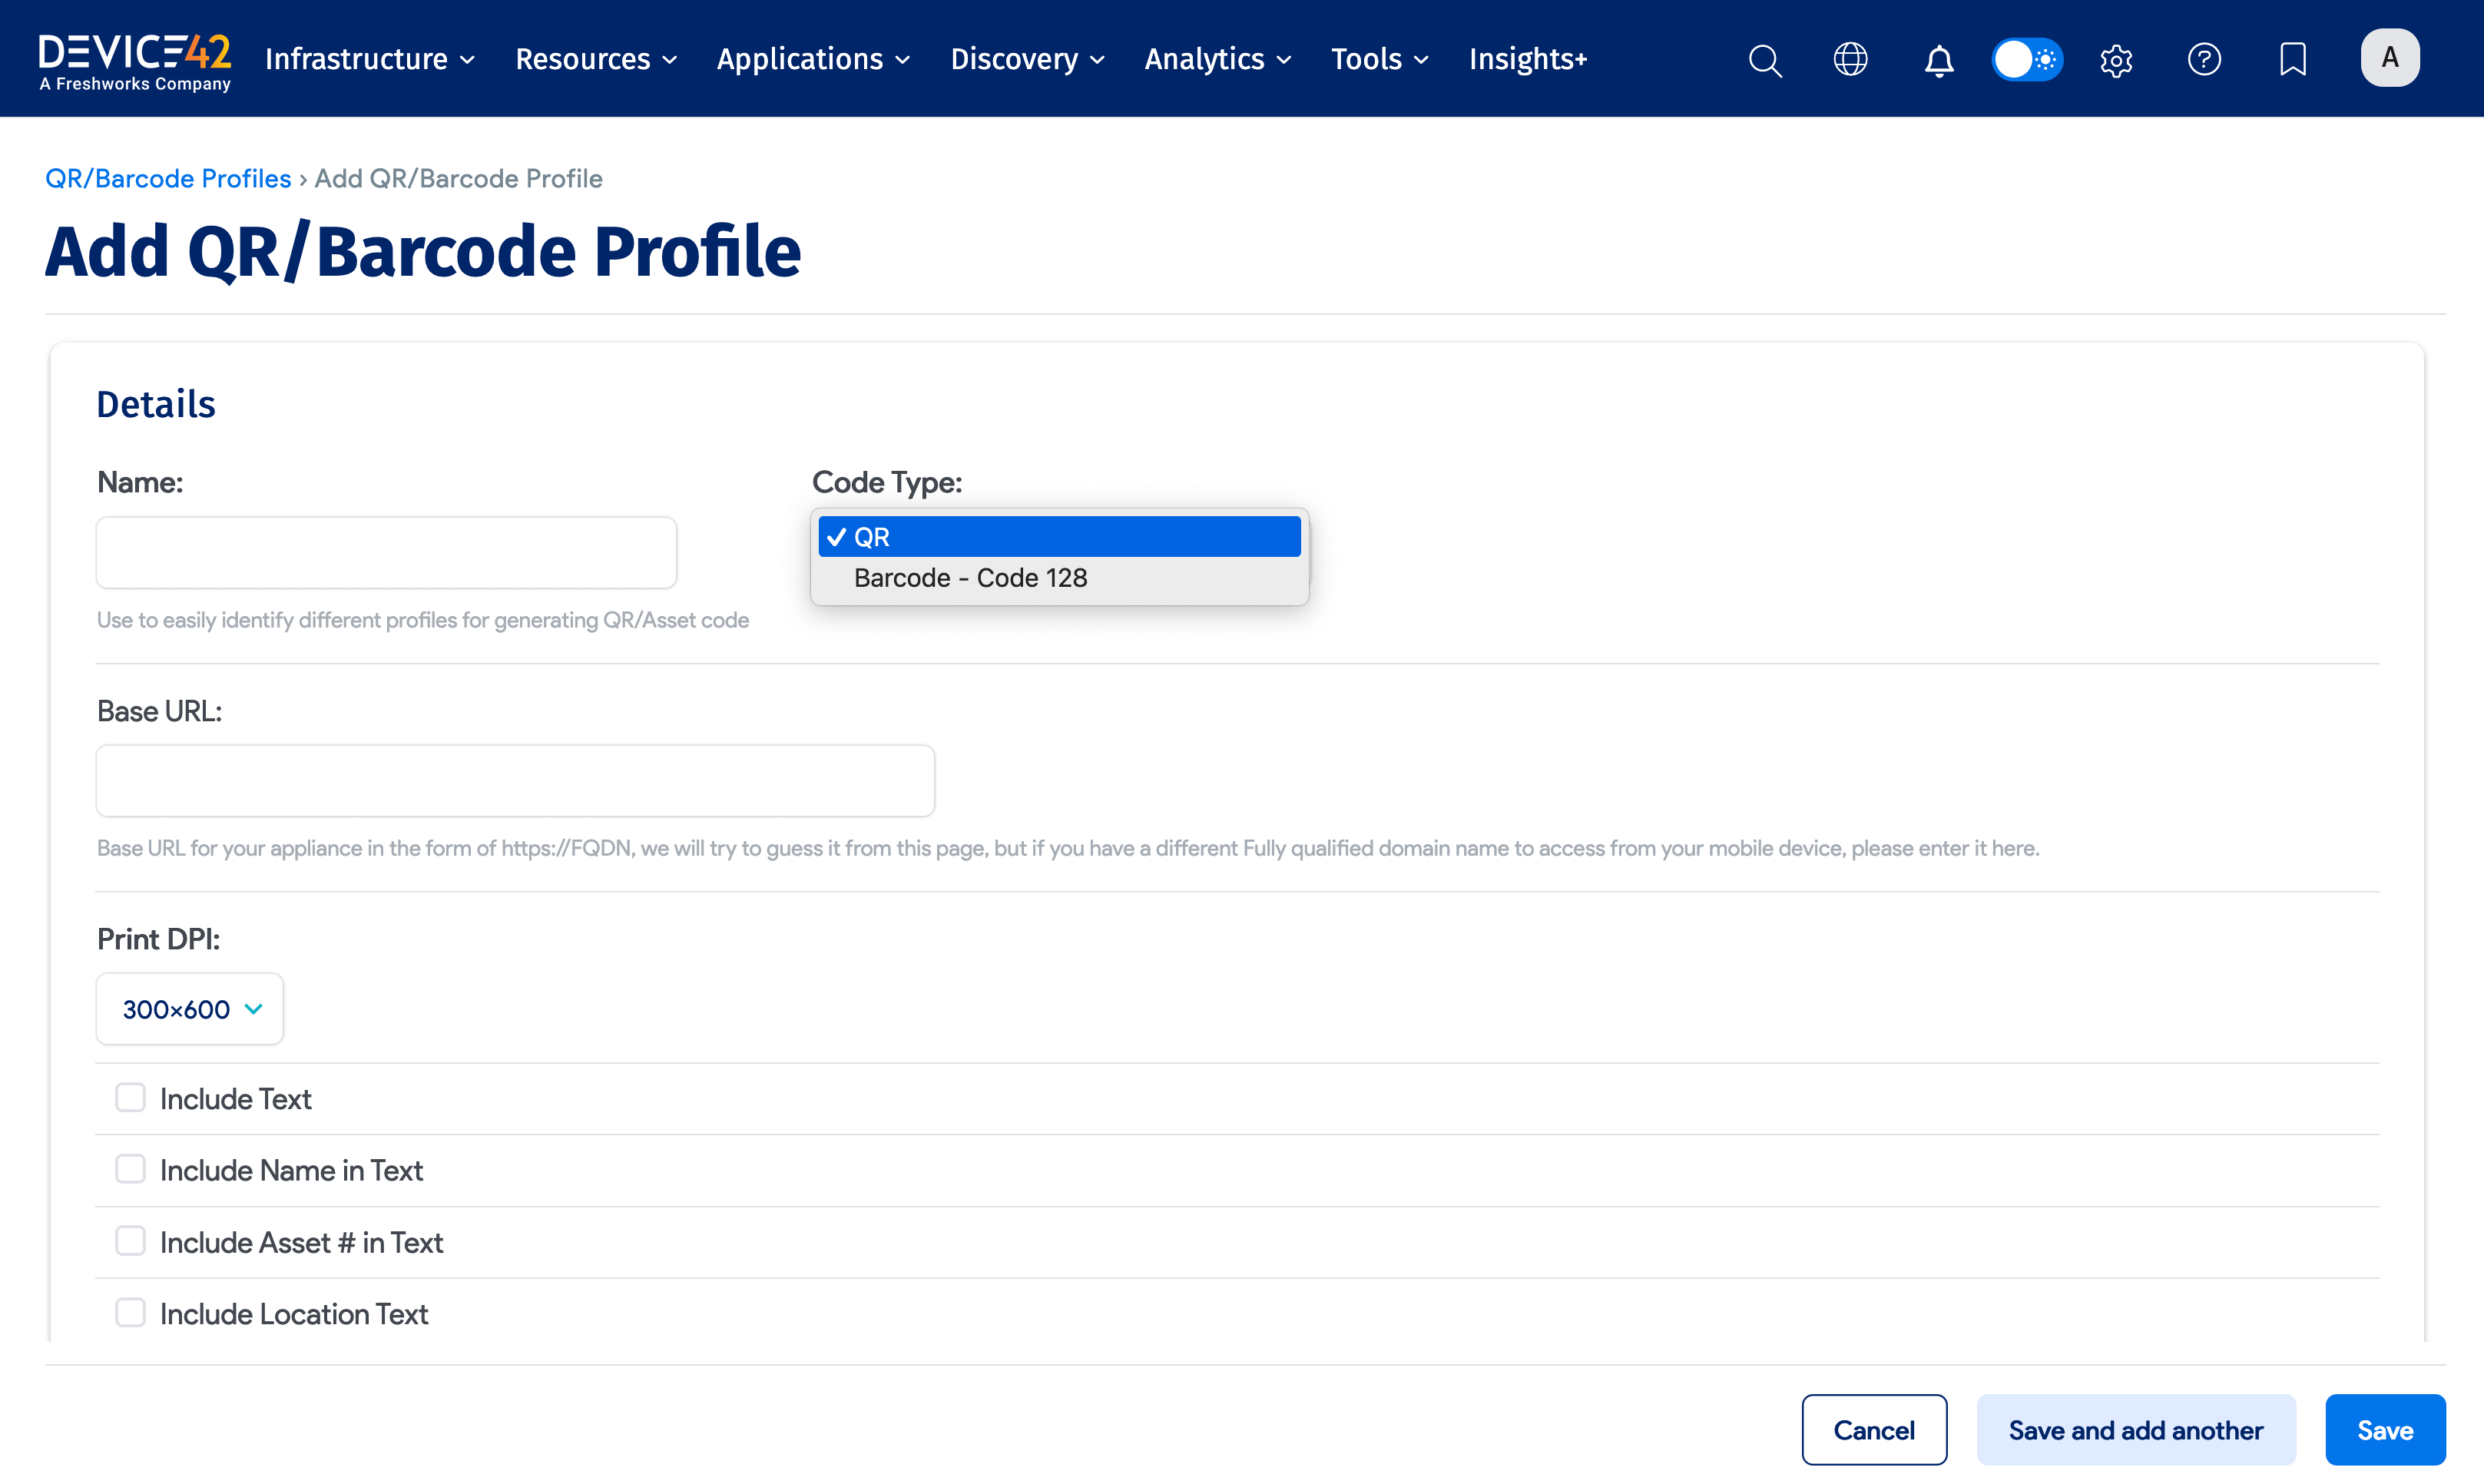 DEVICE42
A Freshworks Company
Infrastructure Resources Applications Discovery Analytics Tools Insights+
A
QR/Barcode Profiles › Add QR/Barcode Profile
Add QR/Barcode Profile
Details
Name: Code Type:
✓ QR
Barcode - Code 128
Use to easily identify different profiles for generating QR/Asset code
Base URL:
Base URL for your appliance in the form of https://FQDN, we will try to guess it from this page, but if you have a different Fully qualified domain name to access from your mobile device, please enter it here.
Print DPI:
300×600
Include Text
Include Name in Text
Include Asset # in Text
Include Location Text
Cancel Save and add another Save